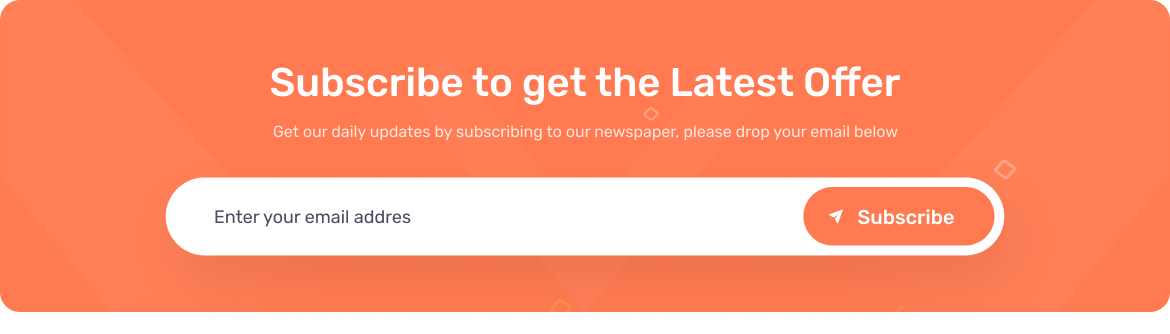 Subscribe to get the Latest Offer
Get our daily updates by subscribing to our newspaper, please drop your email below
Enter your email addres
Subscribe